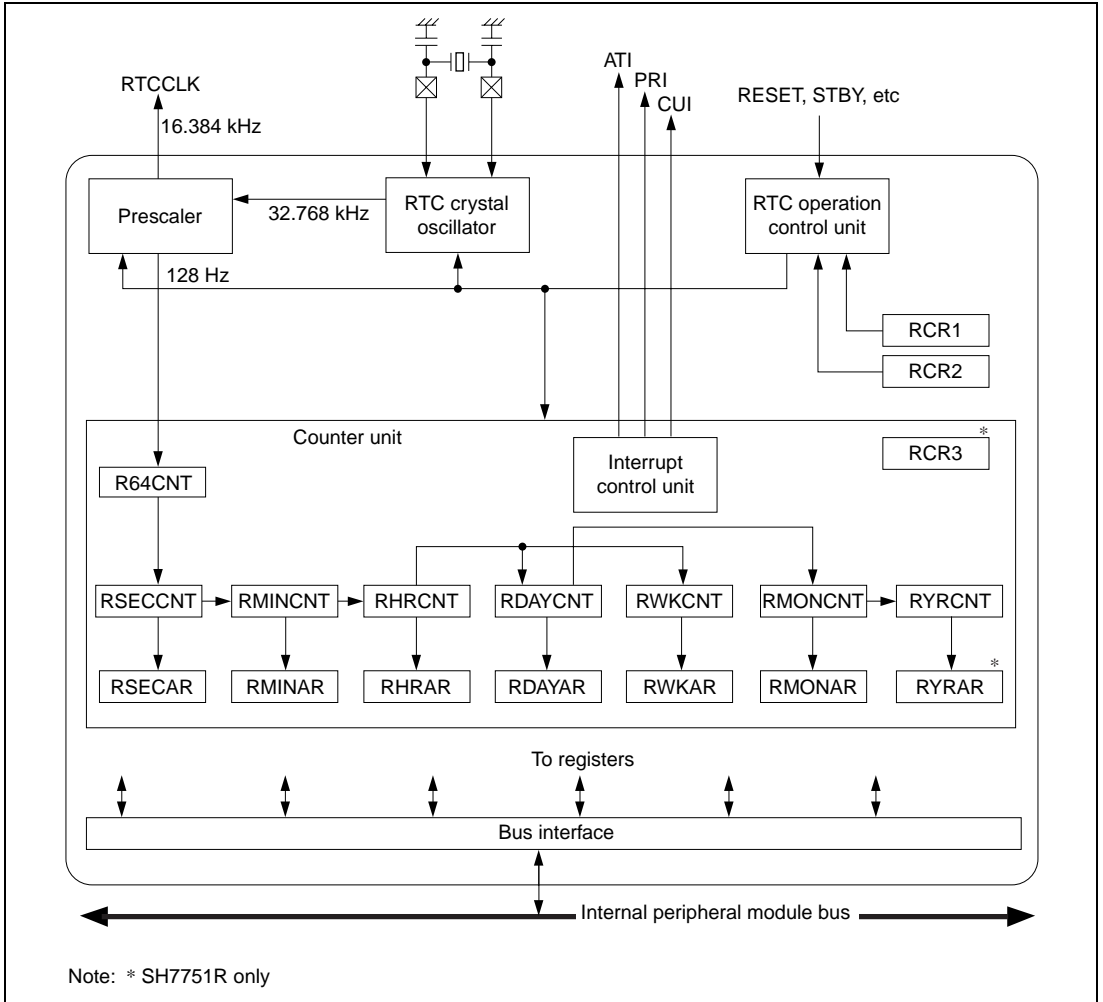 RTCCLK
16.384 kHz
ATI
PRI
CUI
RESET, STBY, etc
Prescaler
32.768 kHz
RTC crystal
oscillator
RTC operation
control unit
128 Hz
RCR1
RCR2
Counter unit
Interrupt
control unit
*
RCR3
R64CNT
RSECCNT
RMINCNT
RHRCNT
RDAYCNT
RWKCNT
RMONCNT
RYRCNT
RSECAR
RMINAR
RHRAR
RDAYAR
RWKAR
RMONAR
*
RYRAR
To registers
Bus interface
Internal peripheral module bus
Note: * SH7751R only